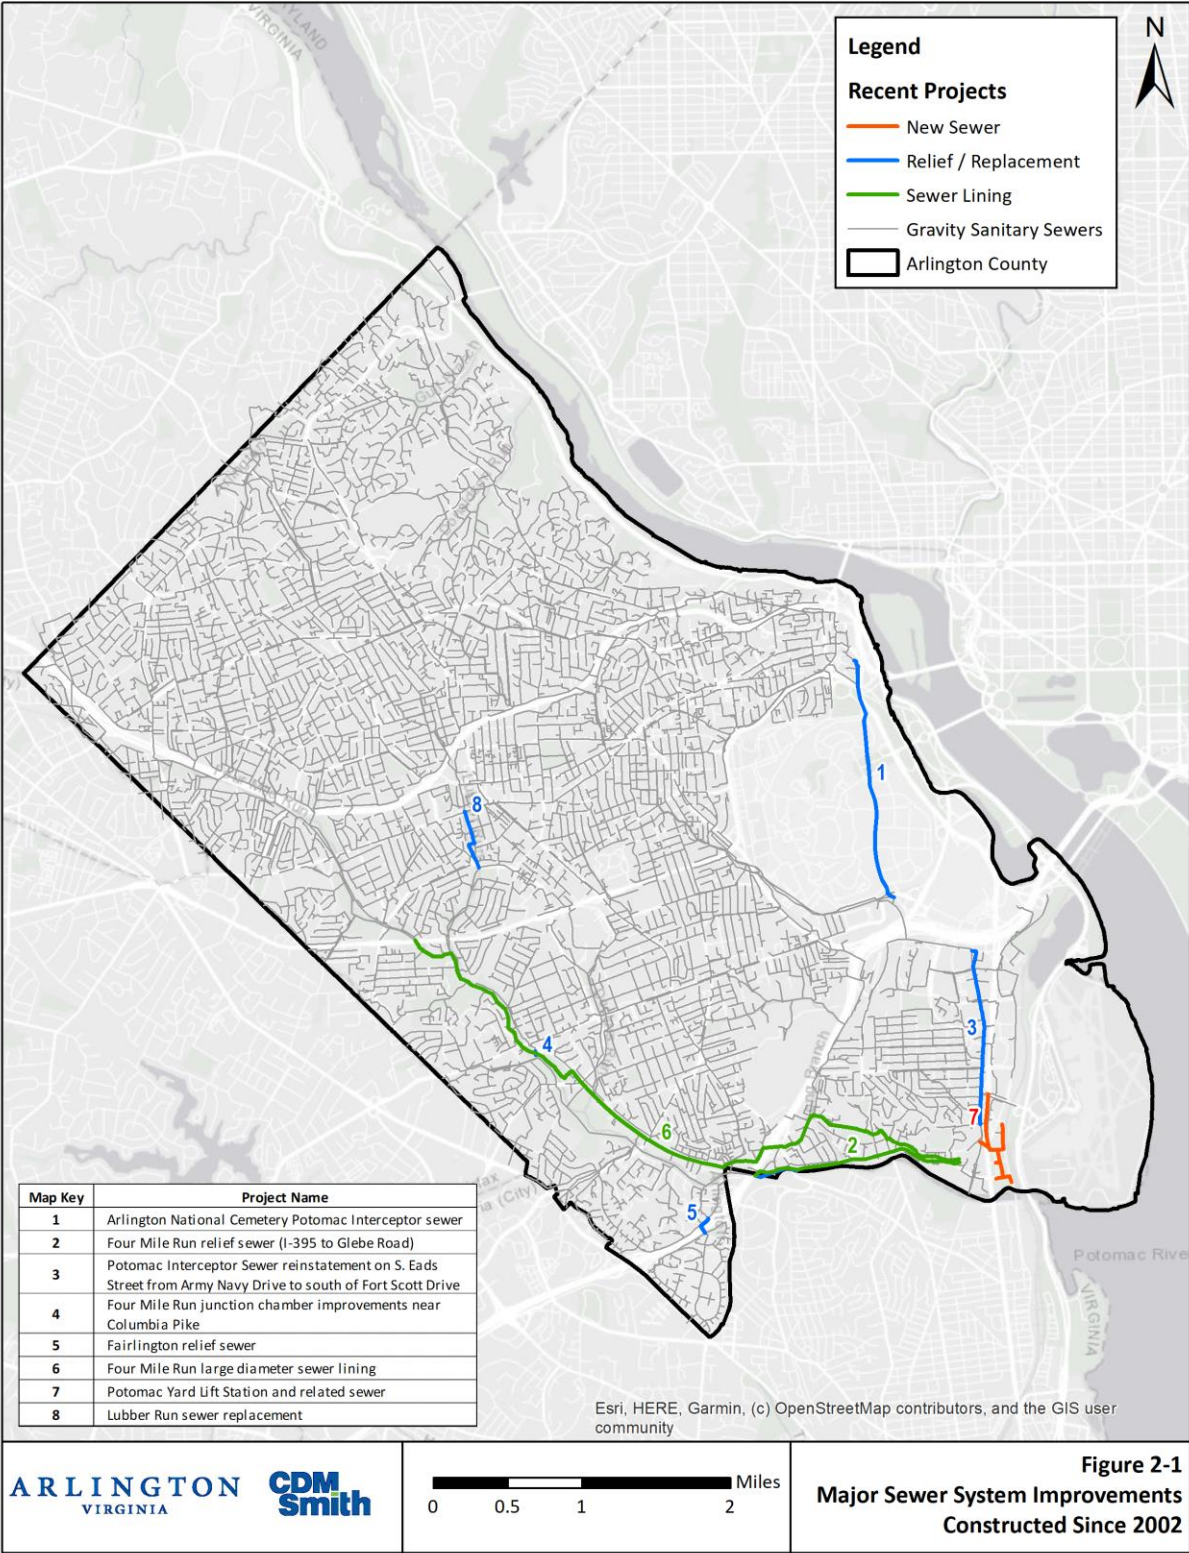 Legend
Recent Projects
New Sewer
Relief / Replacement
Sewer Lining
Gravity Sanitary Sewers
Arlington County
N
VIRGINIA
1
8
3
4
7
6
2
5
Potomac Rive
VIRGINIA
Map Key Project Name
1 Arlington National Cemetery Potomac Interceptor sewer
2 Four Mile Run relief sewer (I-395 to Glebe Road)
3 Potomac Interceptor Sewer reinstatement on S. Eads
Street from Army Navy Drive to south of Fort Scott Drive
4 Four Mile Run junction chamber improvements near
Columbia Pike
5 Fairlington relief sewer
6 Four Mile Run large diameter sewer lining
7 Potomac Yard Lift Station and related sewer
8 Lubber Run sewer replacement
Esri, HERE, Garmin, (c) OpenStreetMap contributors, and the GIS user
community
ARLINGTON
VIRGINIA
CDM
Smith
Miles
0 0.5 1 2
Figure 2-1
Major Sewer System Improvements
Constructed Since 2002